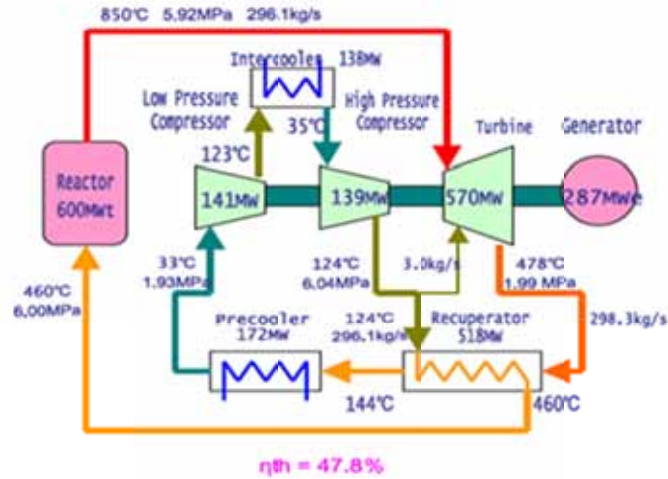 850℃ 5.92MPa 296.1kg/s
Intercooler 138MW
Low Pressure
Compressor
High Pressure
Compressor
35℃
Turbine
Generator
123℃
Reactor
600MWt
141MW
139MW
570MW
287MWe
460℃
6.00MPa
33℃
1.93MPa
124℃
6.04MPa
3.0kg/s
478℃
1.99 MPa
Precooler
172MW
124℃
296.1kg/s
Recuperator
518MW
298.3kg/s
144℃
460℃
ηth = 47.8%